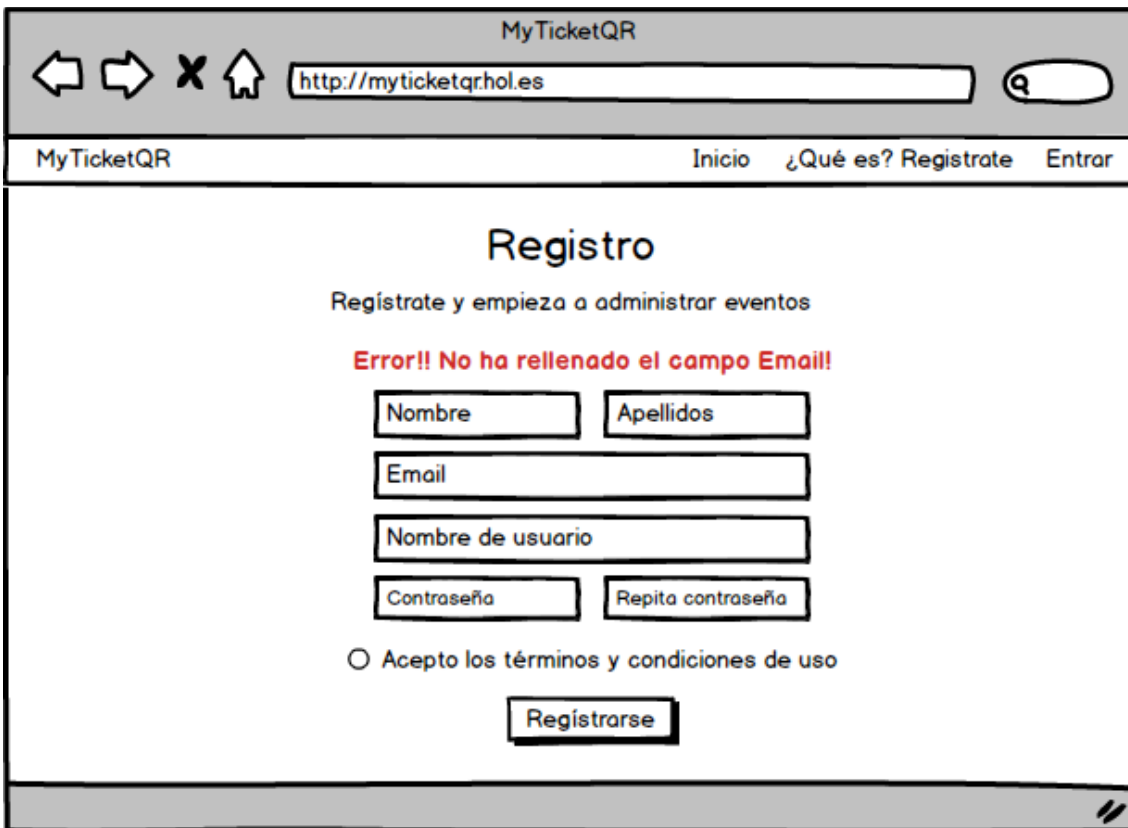 MyTicketQR
http://myticketqr.hol.es
MyTicketQR Inicio ¿Qué es? Registrate Entrar
Registro
Regístrate y empieza a administrar eventos
Error!! No ha rellenado el campo Email!
Nombre Apellidos
Email
Nombre de usuario
Contraseña Repita contraseña
Acepto los términos y condiciones de uso
Regístrarse